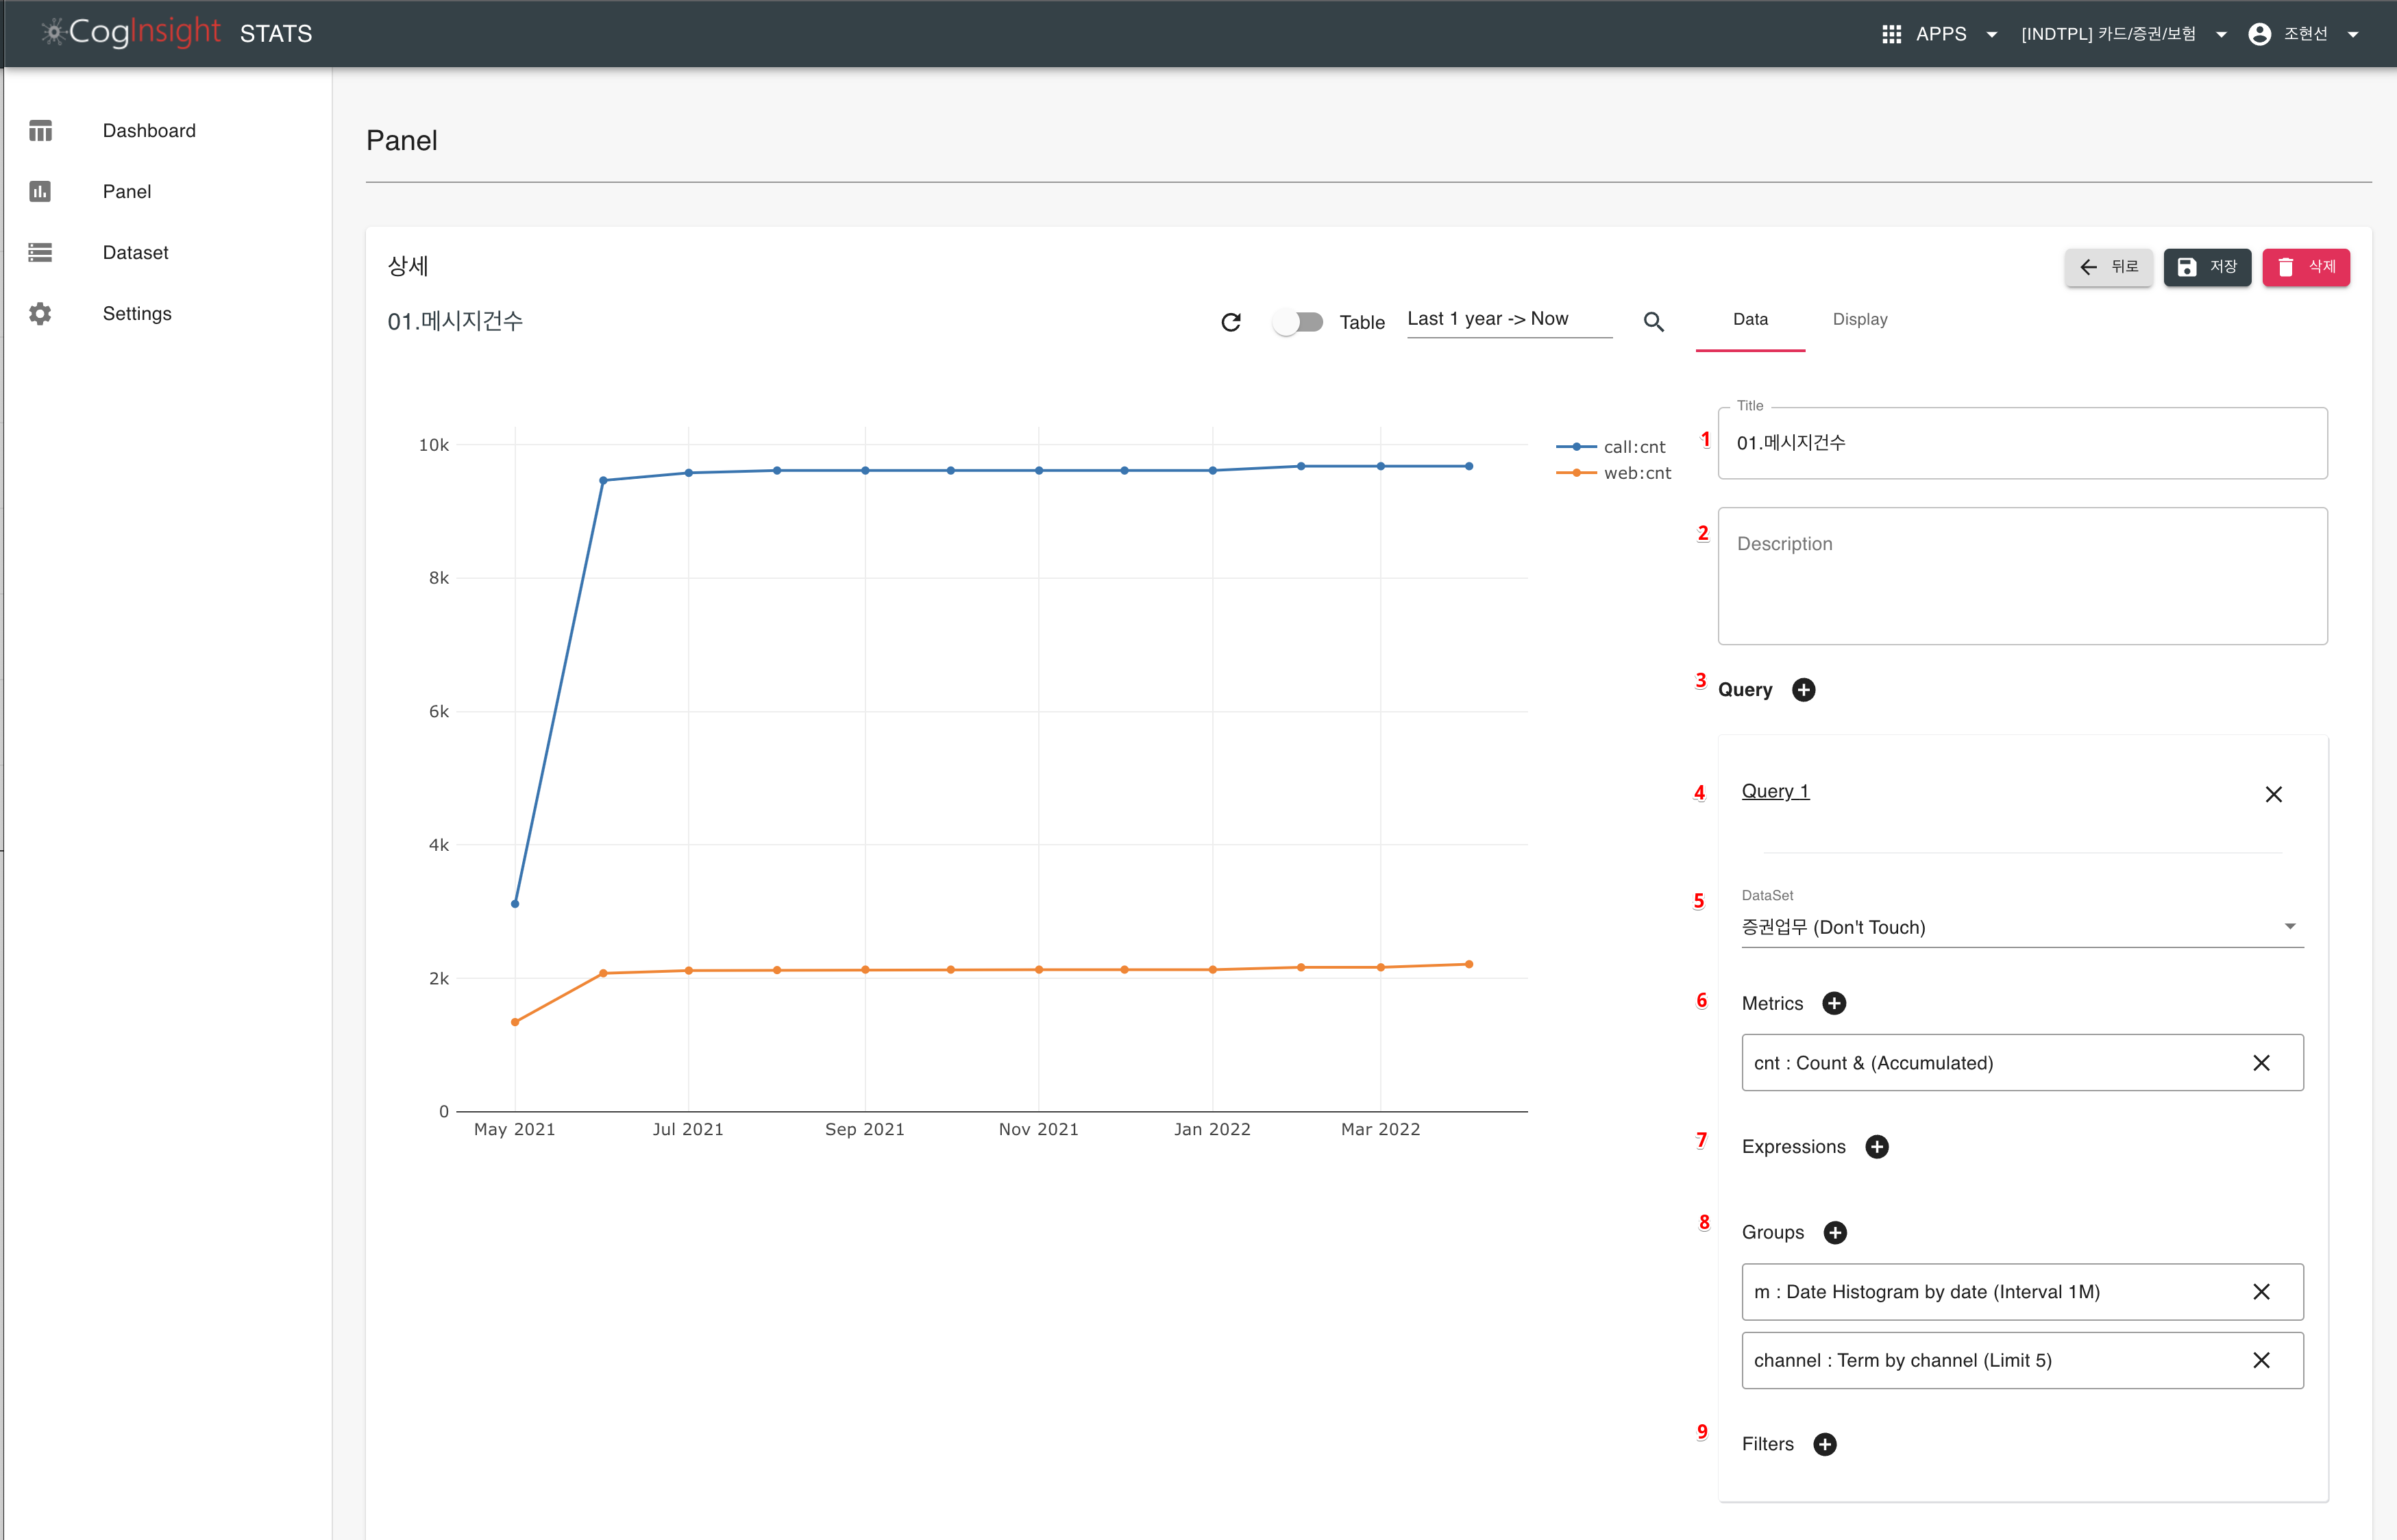 CogInsight STATS
APPS
[INDTPL] 카드/증권/보험
조현선
Dashboard
Panel
Dataset
Settings
Panel
상세
뒤로
저장
삭제
01.메시지건수
Table
Last 1 year -> Now
Data
Display
10k
8k
6k
4k
2k
0
May 2021
Jul 2021
Sep 2021
Nov 2021
Jan 2022
Mar 2022
call:cnt
web:cnt
1
Title
01.메시지건수
2
Description
3
Query
4
Query 1
5
DataSet
증권업무 (Don't Touch)
6
Metrics
cnt : Count & (Accumulated)
7
Expressions
8
Groups
m : Date Histogram by date (Interval 1M)
channel : Term by channel (Limit 5)
9
Filters